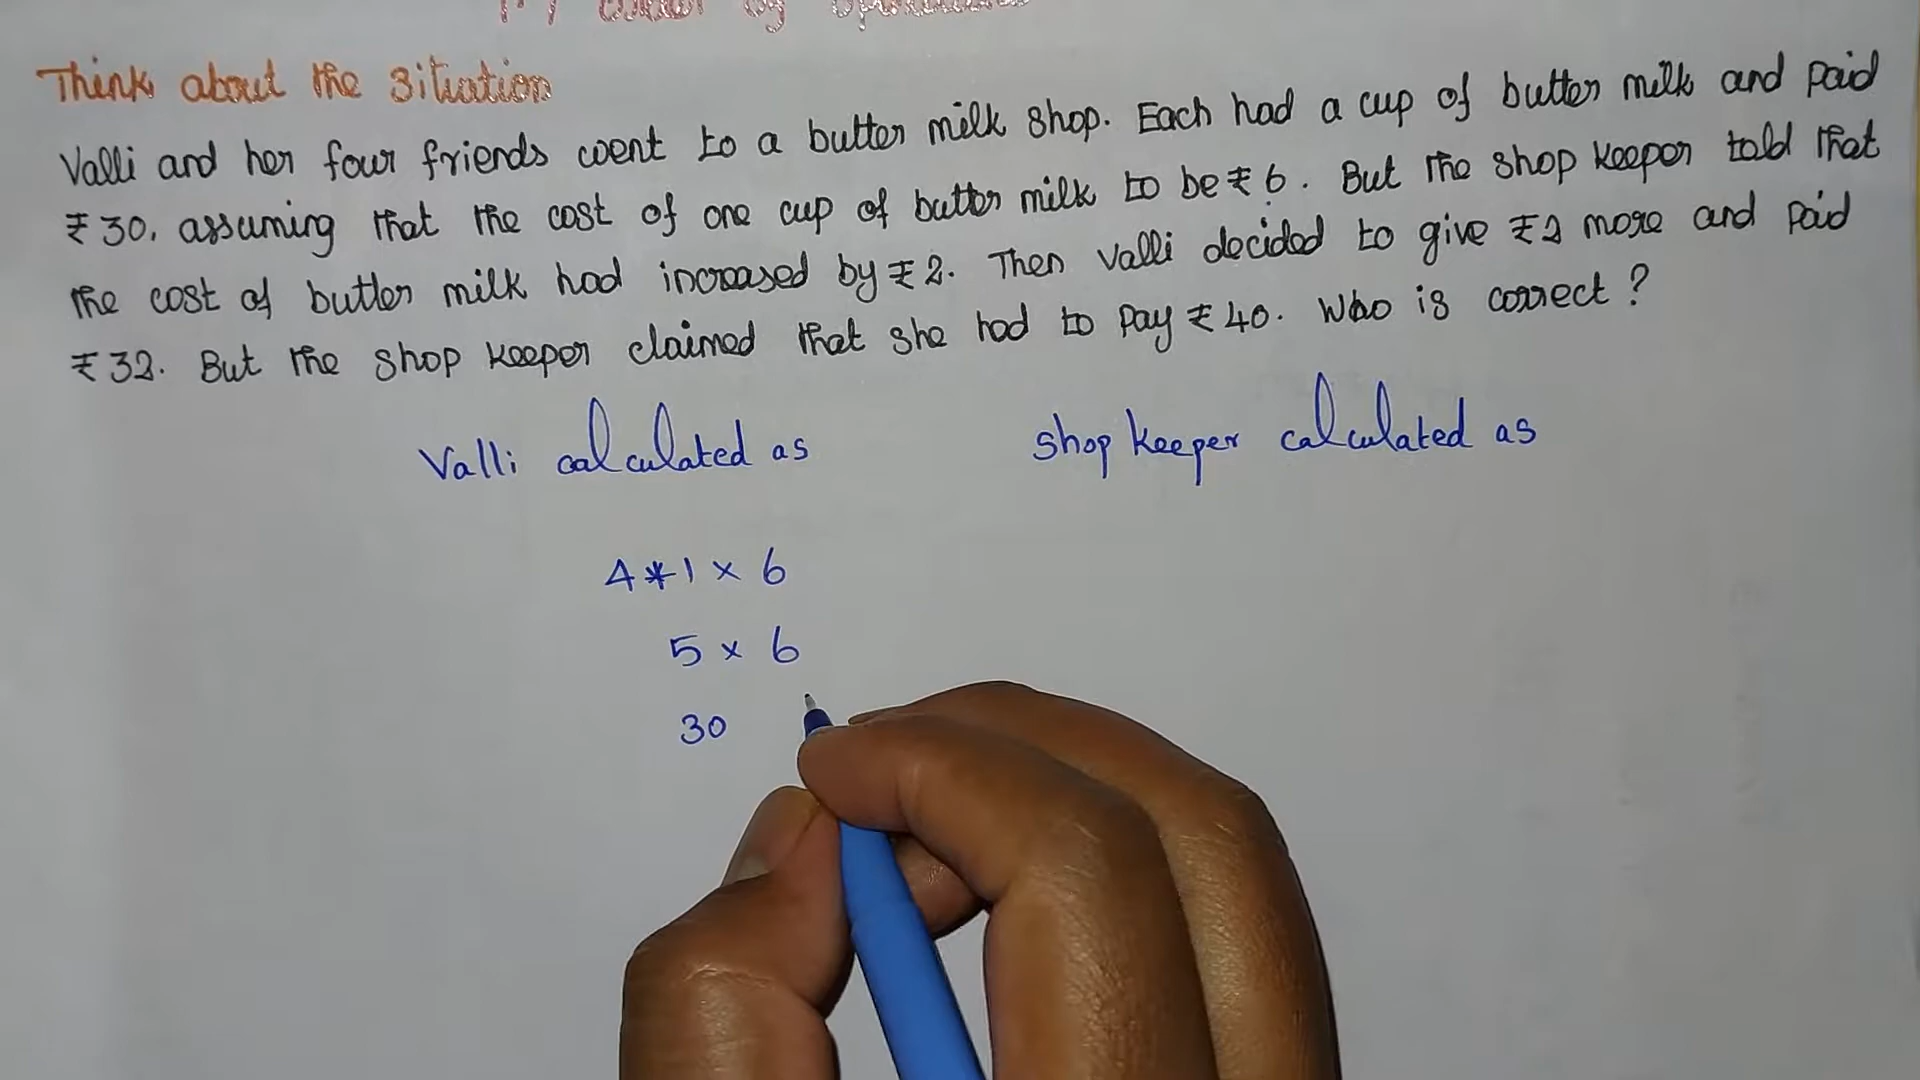 Think about the situation
Valli and her four friends went to a butter milk shop. Each had a cup of butter milk and paid
₹30, assuming that the cost of one cup of butter milk to be ₹6. But the shop keeper told that
the cost of butter milk had increased by ₹2. Then Valli decided to give ₹2 more and paid
₹32. But the shop keeper claimed that she had to pay ₹40. Who is correct?
Valli calculated as
shop keeper calculated as
4*1 × 6
5 × 6
30